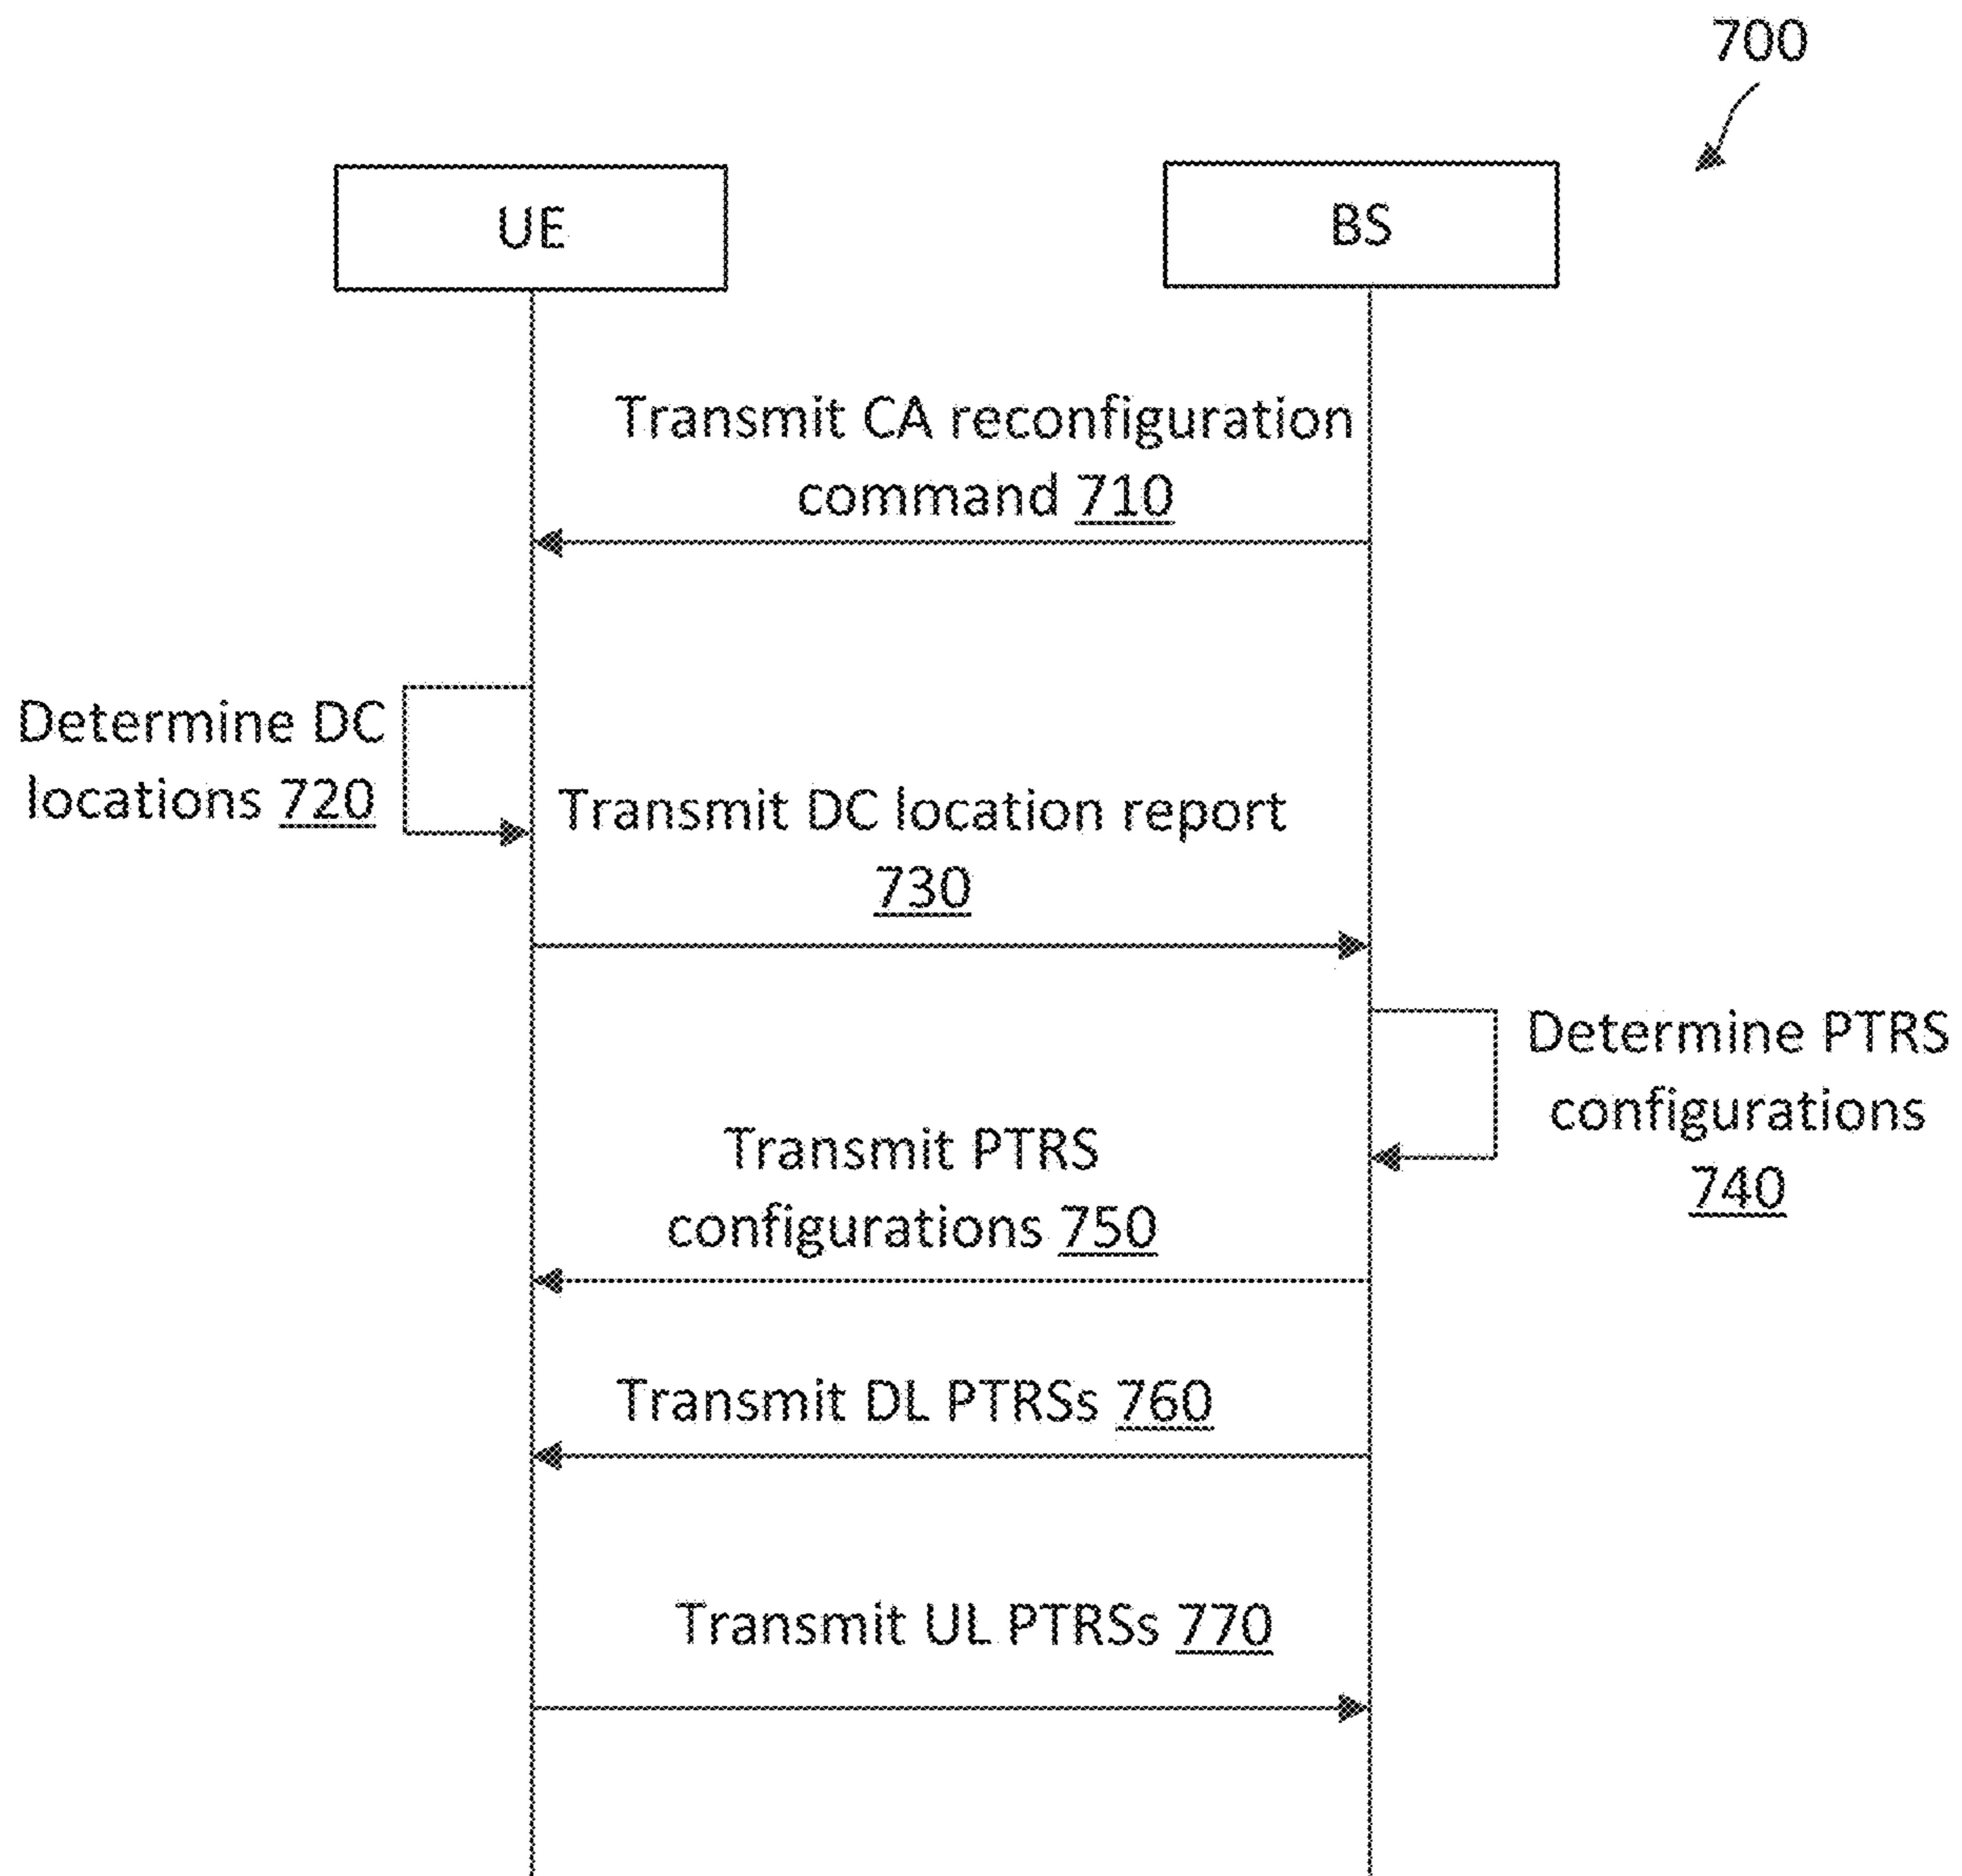 700
UE
BS
Transmit CA reconfiguration
command 710
Determine DC
locations 720
Transmit DC location report
730
Determine PTRS
configurations
740
Transmit PTRS
configurations 750
Transmit DL PTRSs 760
Transmit UL PTRSs 770